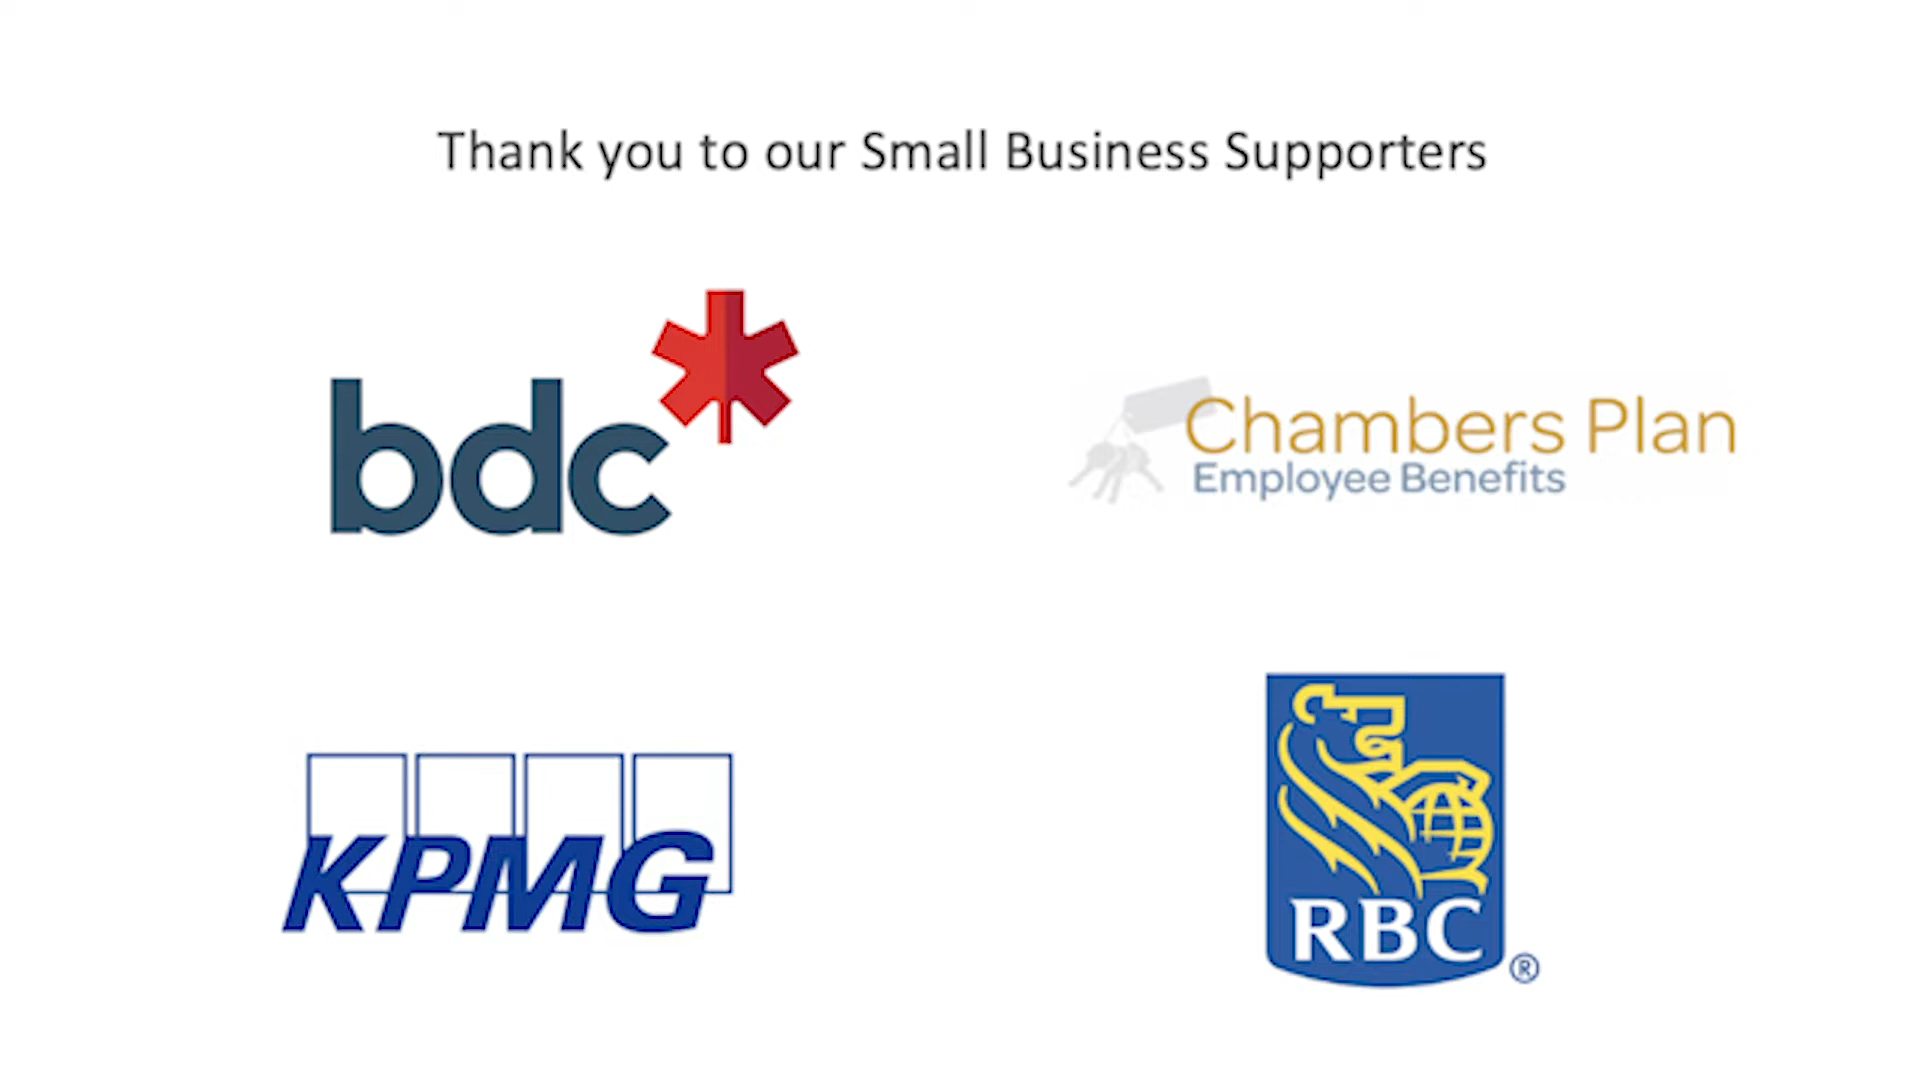 Thank you to our Small Business Supporters
bdc
Chambers Plan
Employee Benefits
KPMG
RBC
®